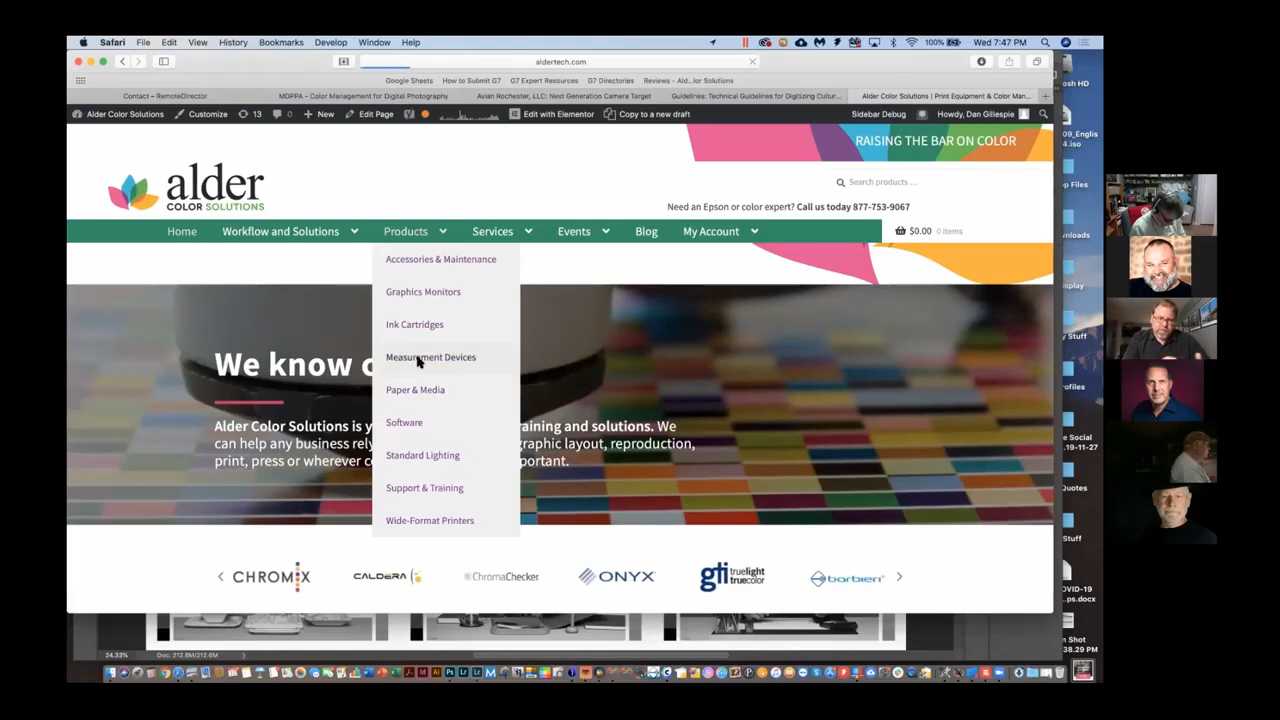 Safari File Edit View History Bookmarks Develop Window Help
100% Wed 7:47 PM
aldertech.com
Google Sheets How to Submit G7 G7 Expert Resources G7 Directories Reviews - Ald...lor Solutions
Contact – RemoteDirector MDPPA – Color Management for Digital Photography Avian Rochester, LLC: Next Generation Camera Target Guidelines: Technical Guidelines for Digitizing Cultur... Alder Color Solutions | Print Equipment & Color Man...
Alder Color Solutions Customize 13 0 + New Edit Page Edit with Elementor Copy to a new draft Sidebar Debug Howdy, Dan Gillespie
RAISING THE BAR ON COLOR
alder
COLOR SOLUTIONS
Search products ...
Need an Epson or color expert? Call us today 877-753-9067
Home Workflow and Solutions Products Services Events Blog My Account $0.00 0 items
Accessories & Maintenance
Graphics Monitors
Ink Cartridges
Measurement Devices
Paper & Media
Software
Standard Lighting
Support & Training
Wide-Format Printers
We know
Alder Color Solutions is raining and solutions. We
can help any business rely graphic layout, reproduction,
print, press or wherever portant.
CHROMIX CALDERA ChromaChecker ONYX gti truelight truecolor barbieri
24.33% Doc: 212.6M/212.6M